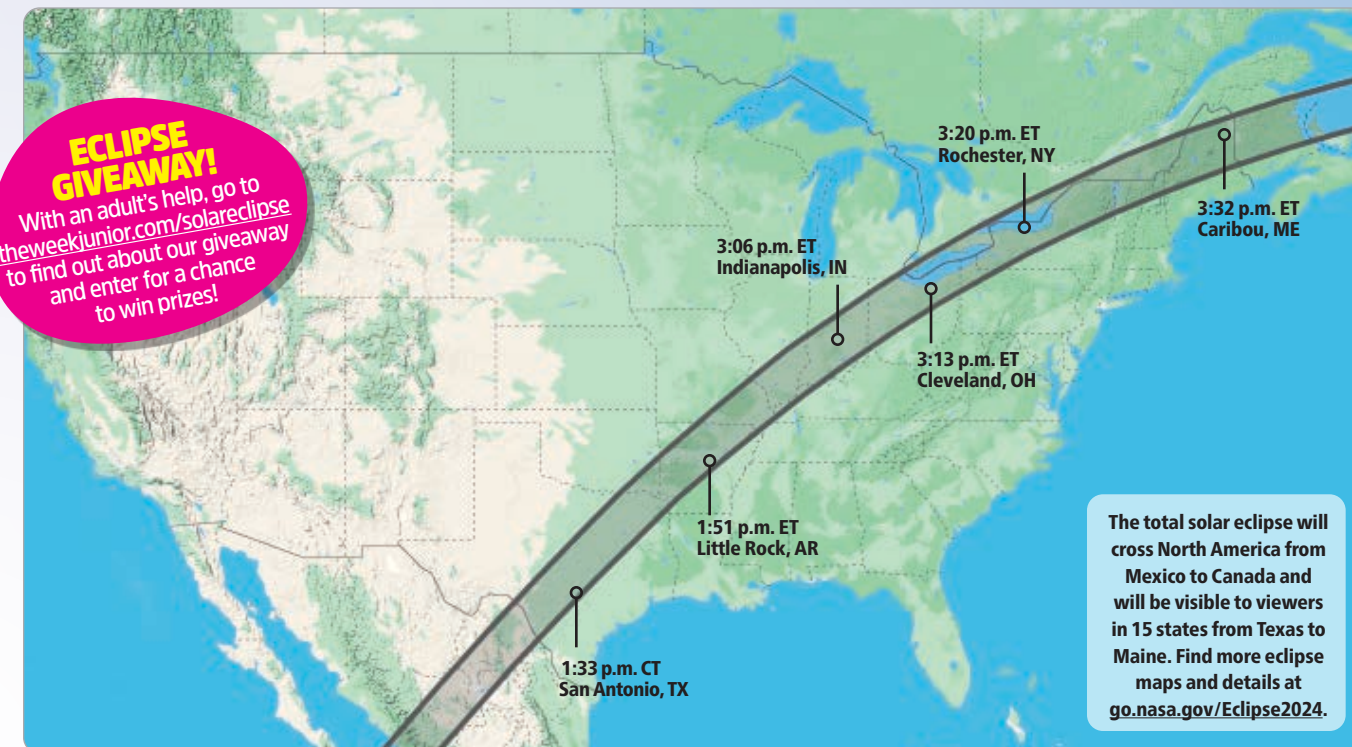 ECLIPSE
GIVEAWAY!
With an adult's help, go to
theweekjunior.com/solareclipse
to find out about our giveaway
and enter for a chance
to win prizes!
3:20 p.m. ET
Rochester, NY
3:32 p.m. ET
Caribou, ME
3:06 p.m. ET
Indianapolis, IN
3:13 p.m. ET
Cleveland, OH
1:51 p.m. ET
Little Rock, AR
1:33 p.m. CT
San Antonio, TX
The total solar eclipse will
cross North America from
Mexico to Canada and
will be visible to viewers
in 15 states from Texas to
Maine. Find more eclipse
maps and details at
go.nasa.gov/Eclipse2024.